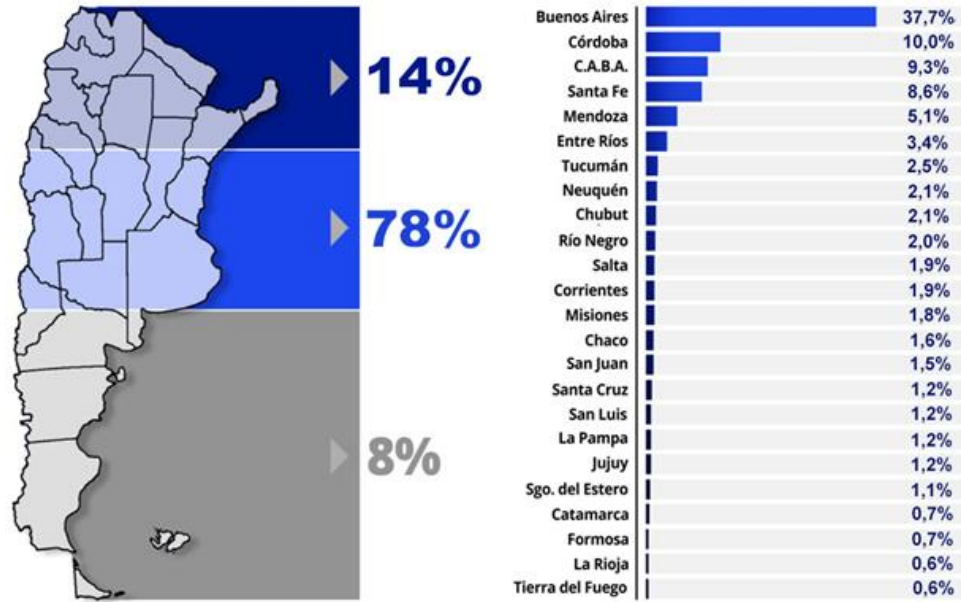 14%
78%
8%
Buenos Aires 37,7%
Córdoba 10,0%
C.A.B.A. 9,3%
Santa Fe 8,6%
Mendoza 5,1%
Entre Ríos 3,4%
Tucumán 2,5%
Neuquén 2,1%
Chubut 2,1%
Río Negro 2,0%
Salta 1,9%
Corrientes 1,9%
Misiones 1,8%
Chaco 1,6%
San Juan 1,5%
Santa Cruz 1,2%
San Luis 1,2%
La Pampa 1,2%
Jujuy 1,2%
Sgo. del Estero 1,1%
Catamarca 0,7%
Formosa 0,7%
La Rioja 0,6%
Tierra del Fuego 0,6%